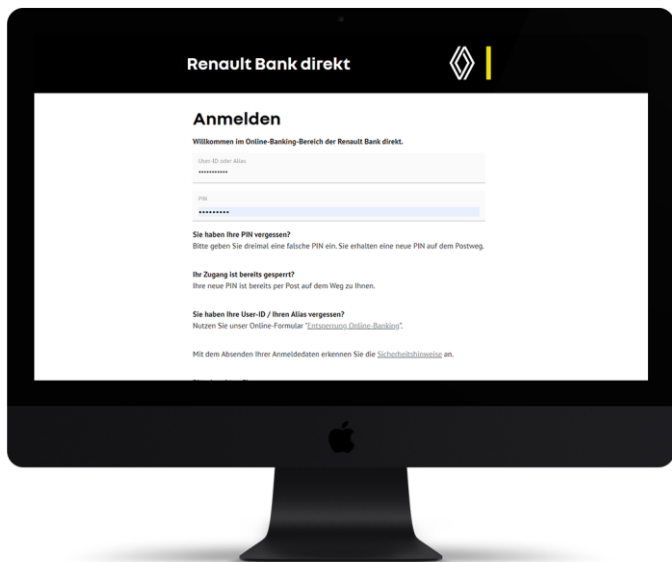 Renault Bank direkt
Anmelden
Willkommen im Online-Banking-Bereich der Renault Bank direkt.
User-ID oder Alias
•••••••••••
PIN
•••••••••
Sie haben Ihre PIN vergessen?
Bitte geben Sie dreimal eine falsche PIN ein. Sie erhalten eine neue PIN auf dem Postweg.
Ihr Zugang ist bereits gesperrt?
Ihre neue PIN ist bereits per Post auf dem Weg zu Ihnen.
Sie haben Ihre User-ID / Ihren Alias vergessen?
Nutzen Sie unser Online-Formular "Entsperrung Online-Banking".
Mit dem Absenden Ihrer Anmeldedaten erkennen Sie die Sicherheitshinweise an.